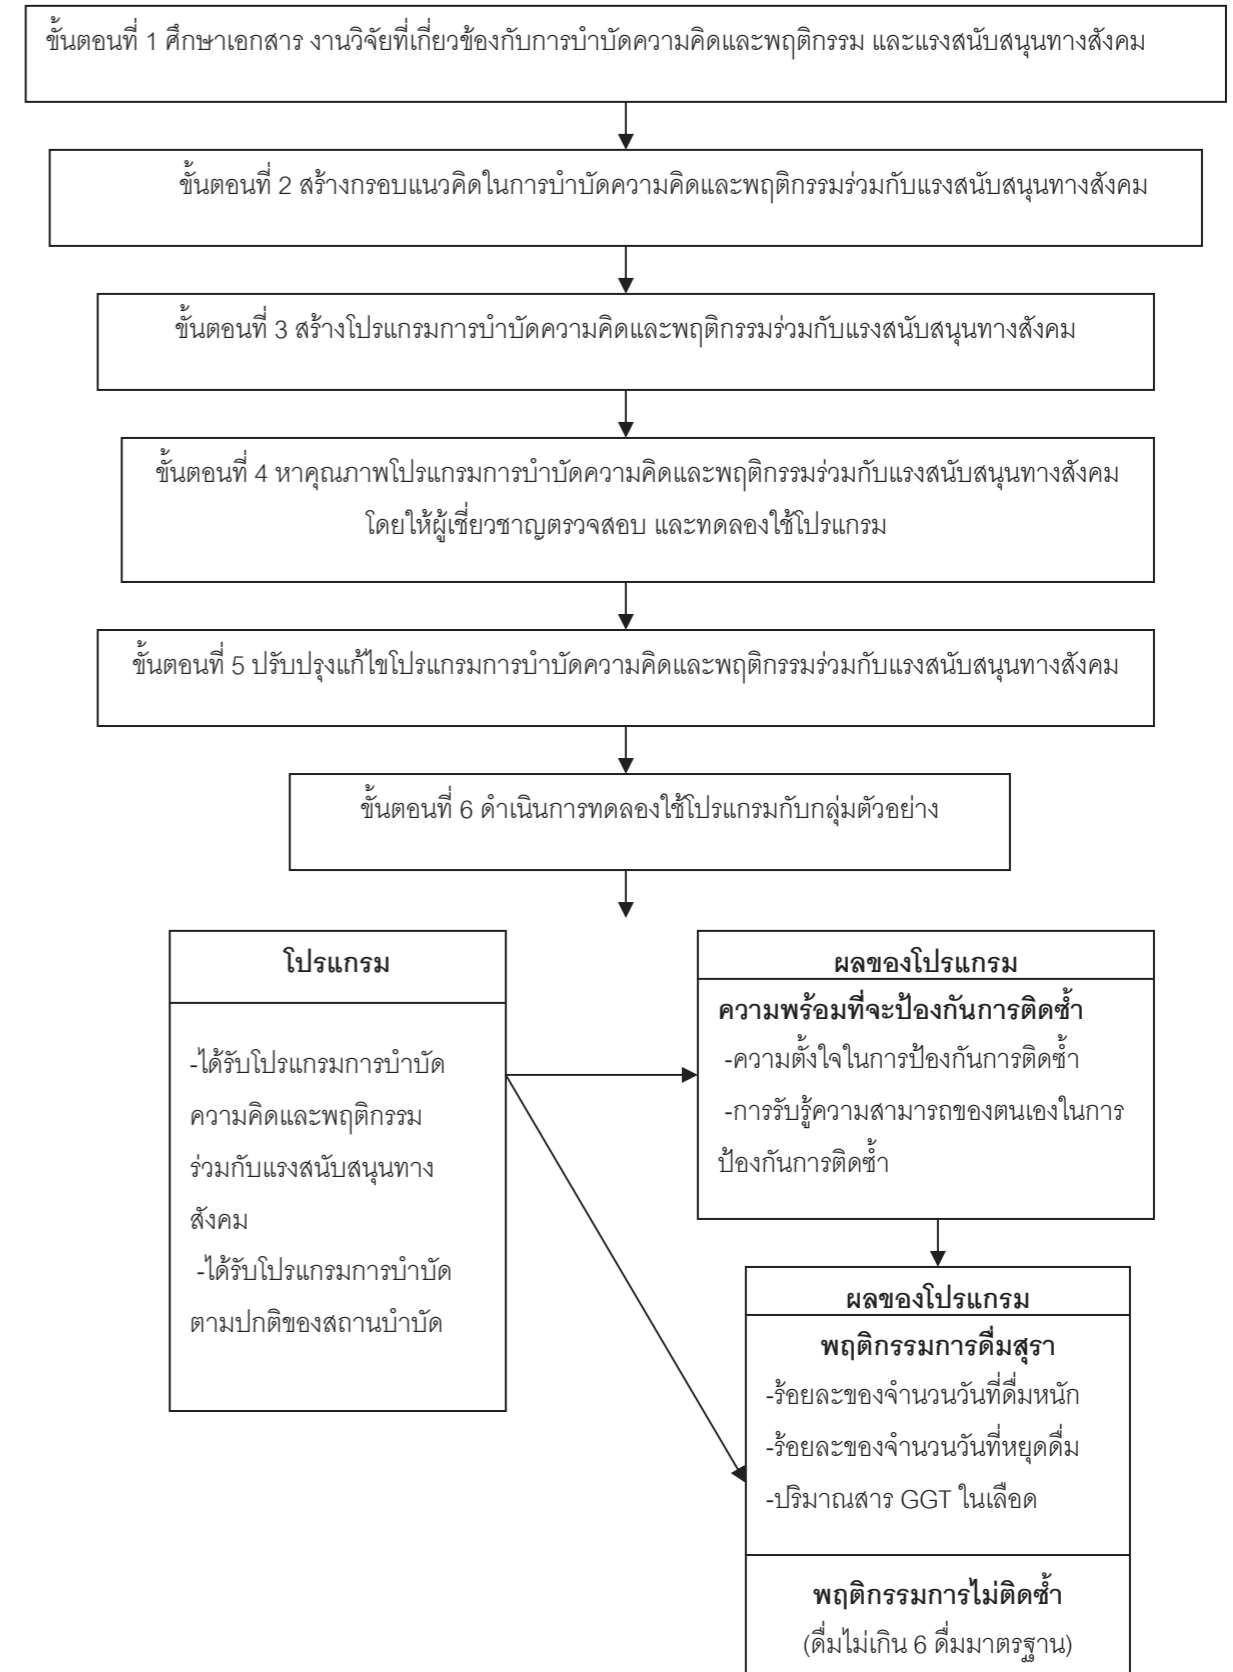 ขั้นตอนที่ 1 ศึกษาเอกสาร งานวิจัยที่เกี่ยวข้องกับการบำบัดความคิดและพฤติกรรม และแรงสนับสนุนทางสังคม
ขั้นตอนที่ 2 สร้างกรอบแนวคิดในการบำบัดความคิดและพฤติกรรมร่วมกับแรงสนับสนุนทางสังคม
ขั้นตอนที่ 3 สร้างโปรแกรมการบำบัดความคิดและพฤติกรรมร่วมกับแรงสนับสนุนทางสังคม
ขั้นตอนที่ 4 หาคุณภาพโปรแกรมการบำบัดความคิดและพฤติกรรมร่วมกับแรงสนับสนุนทางสังคม
โดยให้ผู้เชี่ยวชาญตรวจสอบ และทดลองใช้โปรแกรม
ขั้นตอนที่ 5 ปรับปรุงแก้ไขโปรแกรมการบำบัดความคิดและพฤติกรรมร่วมกับแรงสนับสนุนทางสังคม
ขั้นตอนที่ 6 ดำเนินการทดลองใช้โปรแกรมกับกลุ่มตัวอย่าง
โปรแกรม
-ได้รับโปรแกรมการบำบัด
ความคิดและพฤติกรรม
ร่วมกับแรงสนับสนุนทาง
สังคม
-ได้รับโปรแกรมการบำบัด
ตามปกติของสถานบำบัด
ผลของโปรแกรม
ความพร้อมที่จะป้องกันการติดซ้ำ
-ความตั้งใจในการป้องกันการติดซ้ำ
-การรับรู้ความสามารถของตนเองในการ
ป้องกันการติดซ้ำ
ผลของโปรแกรม
พฤติกรรมการดื่มสุรา
-ร้อยละของจำนวนวันที่ดื่มหนัก
-ร้อยละของจำนวนวันที่หยุดดื่ม
-ปริมาณสาร GGT ในเลือด
พฤติกรรมการไม่ติดซ้ำ
(ดื่มไม่เกิน 6 ดื่มมาตรฐาน)